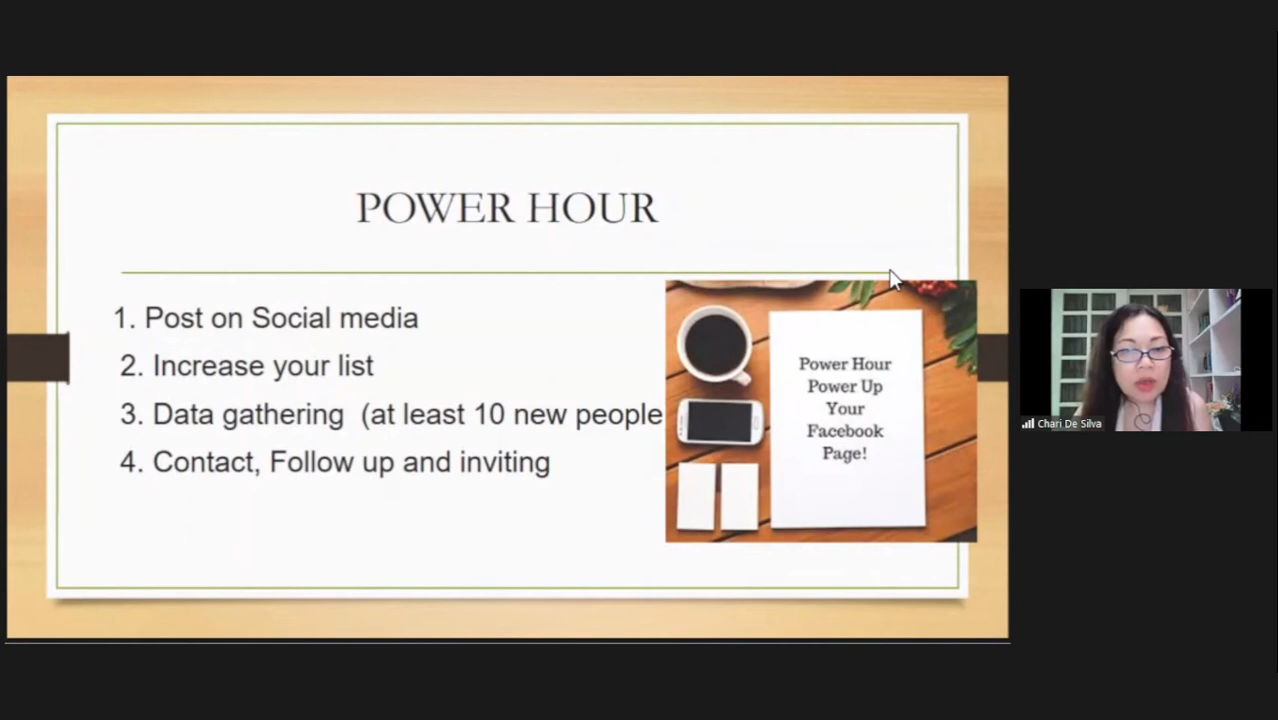 POWER HOUR
1. Post on Social media
2. Increase your list
3. Data gathering (at least 10 new people
4. Contact, Follow up and inviting
Power Hour
Power Up
Your
Facebook
Page!
Chari De Silva